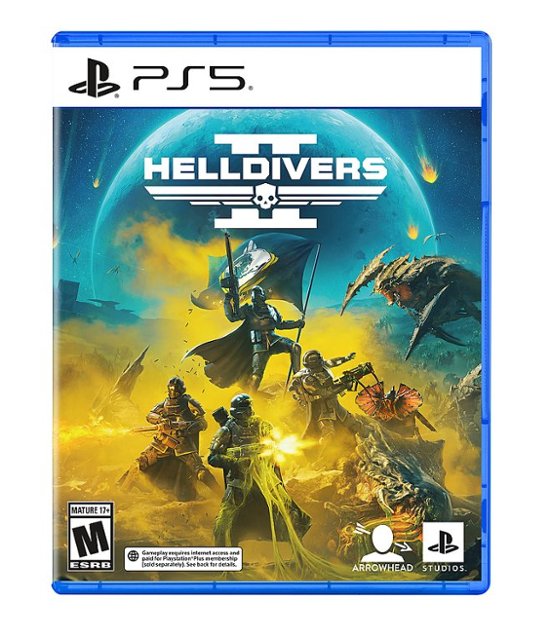 PS5
HELLDIVERS
II
MATURE 17+
M
ESRB
Gameplay requires internet access and
paid for PlayStation®Plus membership
(sold separately). See back for details.
ARROWHEAD
STUDIOS